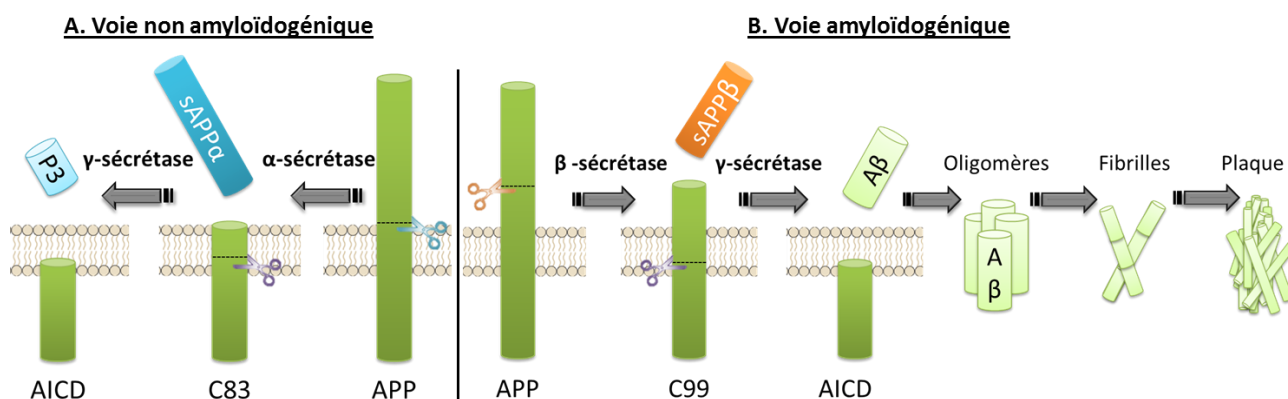 A. Voie non amyloïdogénique
B. Voie amyloïdogénique
P3
γ-sécrétase
sAPPα
α-sécrétase
β -sécrétase
sAPPβ
γ-sécrétase
Aβ
Oligomères
Fibrilles
Plaque
A
β
AICD
C83
APP
APP
C99
AICD